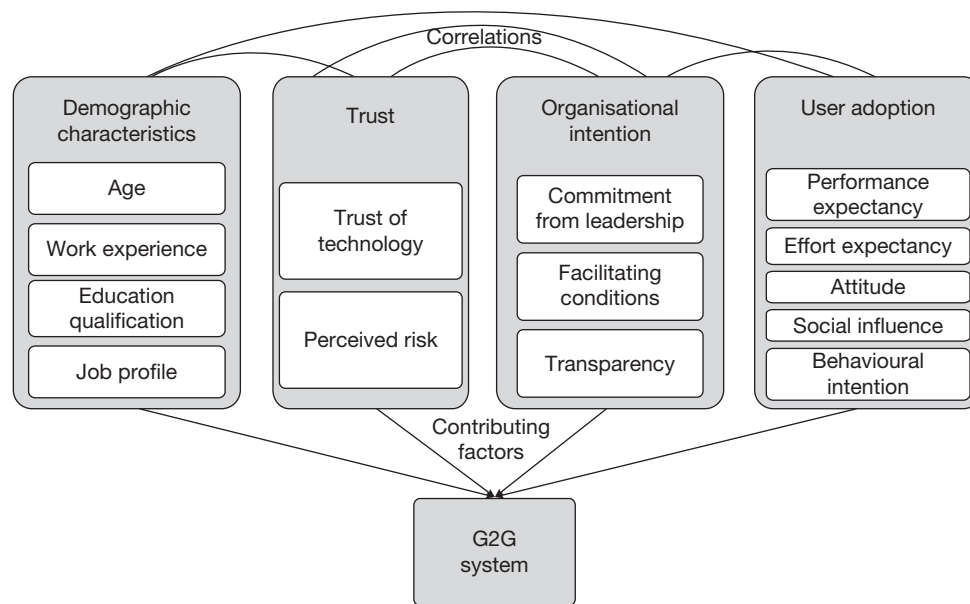 Correlations
Demographic
characteristics
Age
Work experience
Education
qualification
Job profile
Trust
Trust of
technology
Perceived risk
Organisational
intention
Commitment
from leadership
Facilitating
conditions
Transparency
User adoption
Performance
expectancy
Effort expectancy
Attitude
Social influence
Behavioural
intention
Contributing
factors
G2G
system